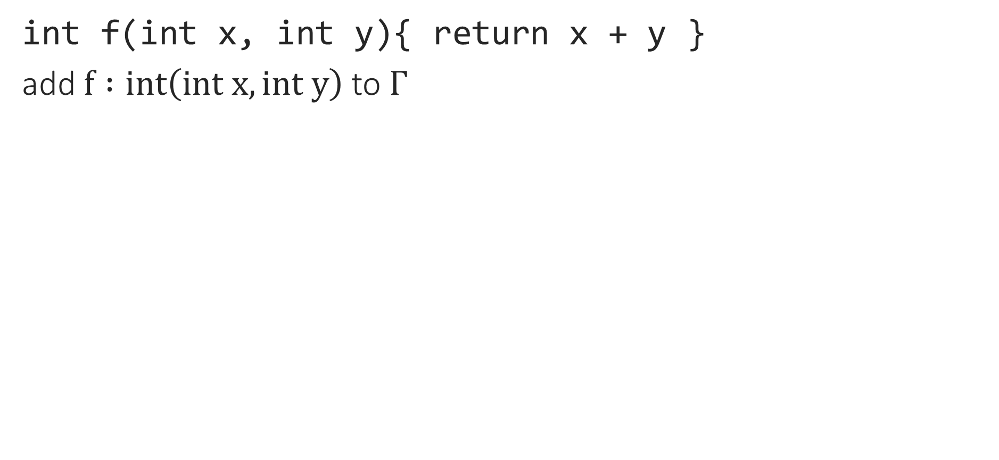 int f(int x, int y){ return x + y }
add f : int(int x, int y) to Γ